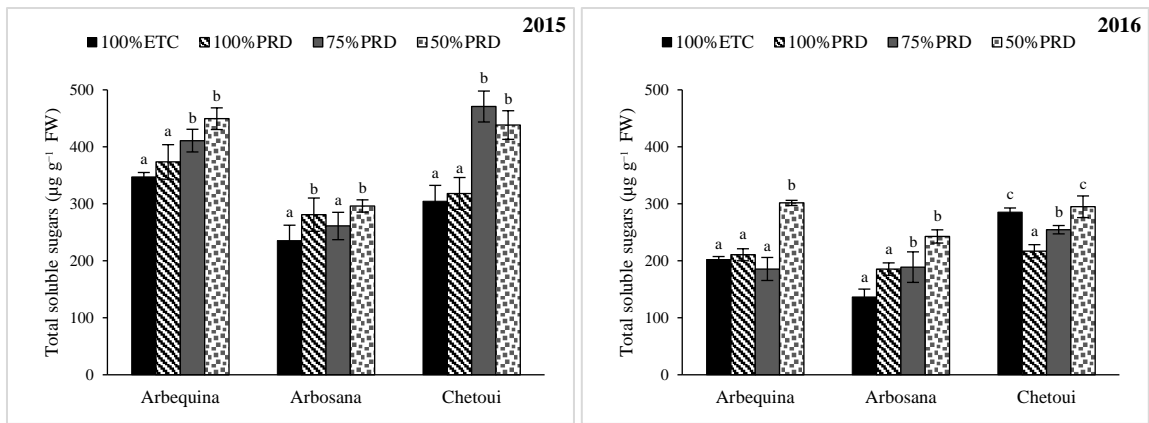 2015
100%ETC 100%PRD 75%PRD 50%PRD
Total soluble sugars (µg g⁻¹ FW)
500
400
300
200
100
0
a a b b
a b a b
a a b b
Arbequina Arbosana Chetoui
2016
100%ETC 100%PRD 75%PRD 50%PRD
Total soluble sugars (µg g⁻¹ FW)
500
400
300
200
100
0
a a a b
a a b b
c a b c
Arbequina Arbosana Chetoui